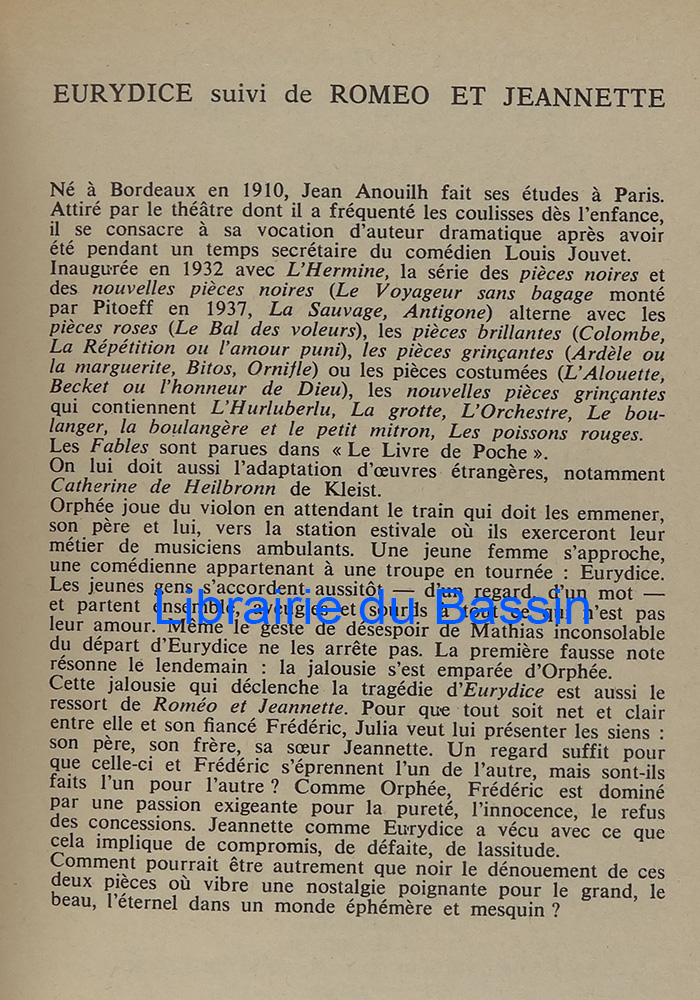 EURYDICE suivi de ROMEO ET JEANNETTE
Né à Bordeaux en 1910, Jean Anouilh fait ses études à Paris.
Attiré par le théâtre dont il a fréquenté les coulisses dès l'enfance,
il se consacre à sa vocation d'auteur dramatique après avoir
été pendant un temps secrétaire du comédien Louis Jouvet.
Inaugurée en 1932 avec L'Hermine, la série des pièces noires et
des nouvelles pièces noires (Le Voyageur sans bagage monté
par Pitoeff en 1937, La Sauvage, Antigone) alterne avec les
pièces roses (Le Bal des voleurs), les pièces brillantes (Colombe,
La Répétition ou l'amour puni), les pièces grinçantes (Ardèle ou
la marguerite, Bitos, Ornifle) ou les pièces costumées (L'Alouette,
Becket ou l'honneur de Dieu), les nouvelles pièces grinçantes
qui contiennent L'Hurluberlu, La grotte, L'Orchestre, Le bou-
langer, la boulangère et le petit mitron, Les poissons rouges.
Les Fables sont parues dans « Le Livre de Poche ».
On lui doit aussi l'adaptation d'œuvres étrangères, notamment
Catherine de Heilbronn de Kleist.
Orphée joue du violon en attendant le train qui doit les emmener,
son père et lui, vers la station estivale où ils exerceront leur
métier de musiciens ambulants. Une jeune femme s'approche,
une comédienne appartenant à une troupe en tournée : Eurydice.
Les jeunes gens s'accordent aussitôt — d'un regard, d'un mot —
et partent ensemble, aveugles et sourds à tout ce qui n'est pas
Librairie du Bassin
leur amour. Même le geste de désespoir de Mathias inconsolable
du départ d'Eurydice ne les arrête pas. La première fausse note
résonne le lendemain : la jalousie s'est emparée d'Orphée.
Cette jalousie qui déclenche la tragédie d'Eurydice est aussi le
ressort de Roméo et Jeannette. Pour que tout soit net et clair
entre elle et son fiancé Frédéric, Julia veut lui présenter les siens :
son père, son frère, sa sœur Jeannette. Un regard suffit pour
que celle-ci et Frédéric s'éprennent l'un de l'autre, mais sont-ils
faits l'un pour l'autre ? Comme Orphée, Frédéric est dominé
par une passion exigeante pour la pureté, l'innocence, le refus
des concessions. Jeannette comme Eurydice a vécu avec ce que
cela implique de compromis, de défaite, de lassitude.
Comment pourrait être autrement que noir le dénouement de ces
deux pièces où vibre une nostalgie poignante pour le grand, le
beau, l'éternel dans un monde éphémère et mesquin ?